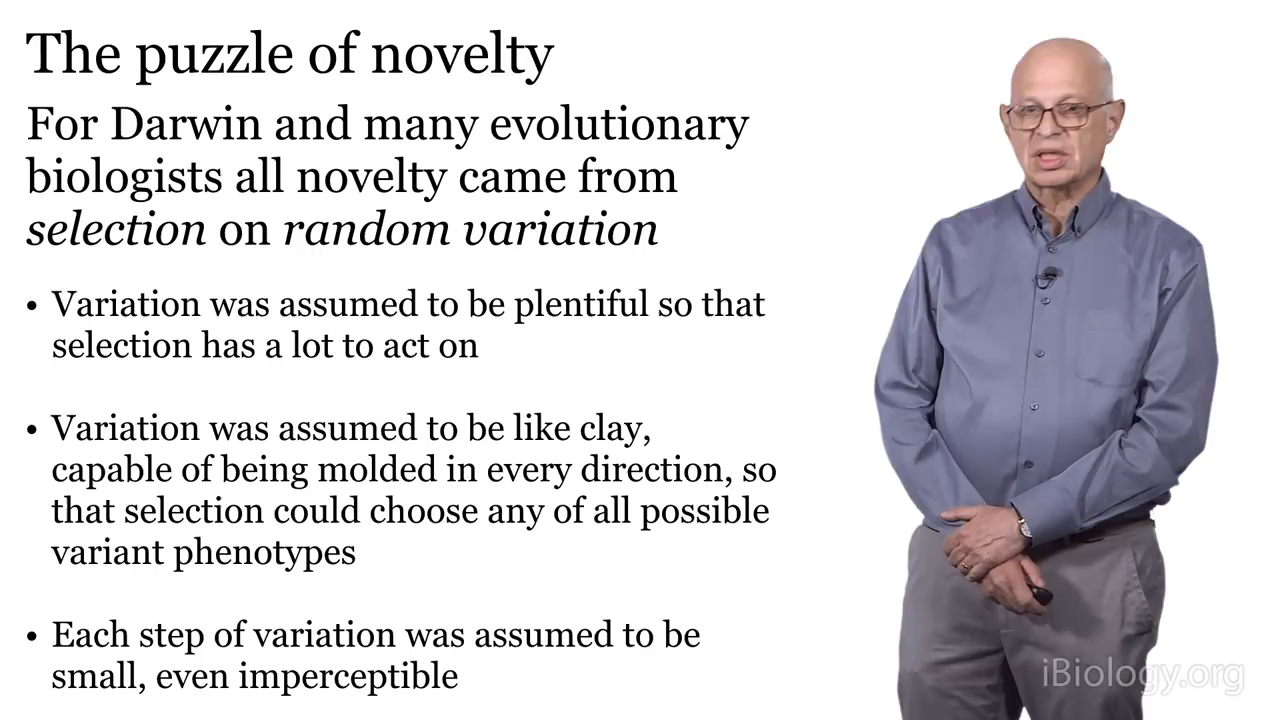 The puzzle of novelty
For Darwin and many evolutionary
biologists all novelty came from
selection on random variation
• Variation was assumed to be plentiful so that
selection has a lot to act on
• Variation was assumed to be like clay,
capable of being molded in every direction, so
that selection could choose any of all possible
variant phenotypes
• Each step of variation was assumed to be
small, even imperceptible
iBiology.org